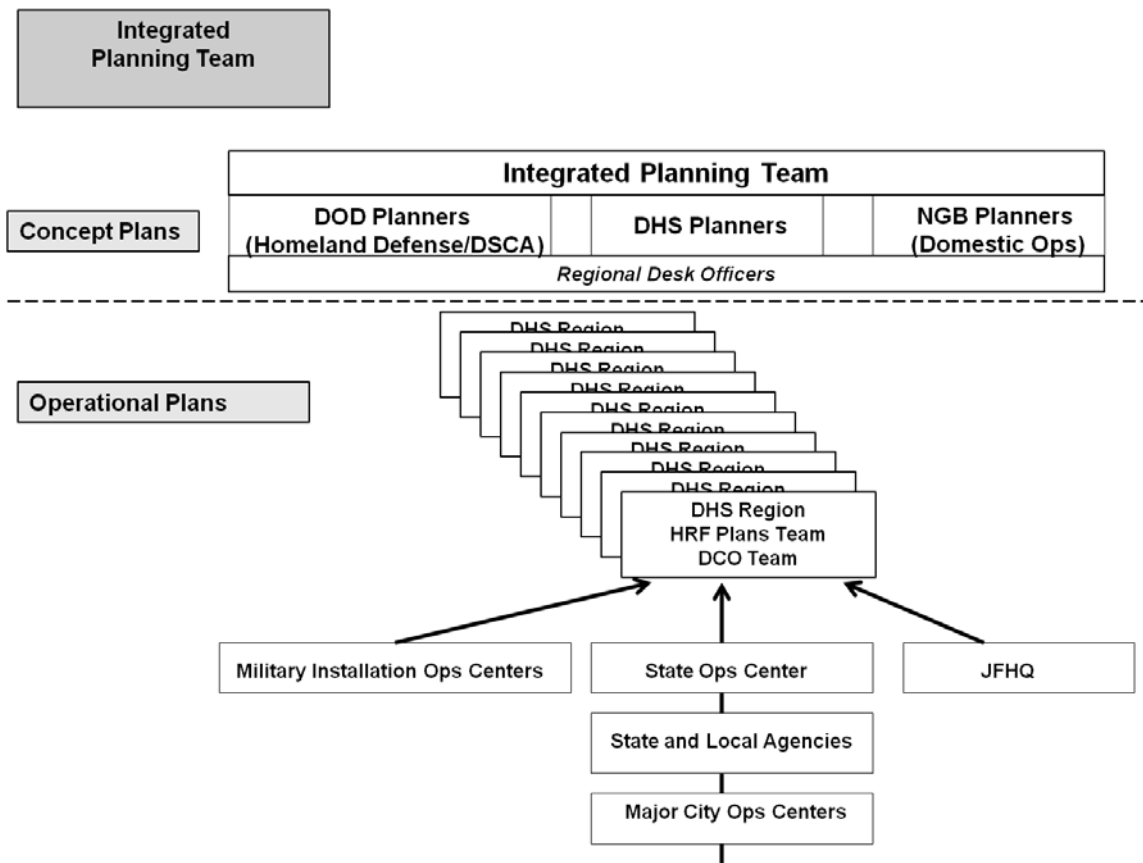 Integrated
Planning Team
Integrated Planning Team
Concept Plans
DOD Planners
(Homeland Defense/DSCA)
DHS Planners
NGB Planners
(Domestic Ops)
Regional Desk Officers
Operational Plans
DHS Region
DHS Region
DHS Region
DHS Region
DHS Region
DHS Region
DHS Region
DHS Region
DHS Region
DHS Region
HRF Plans Team
DCO Team
Military Installation Ops Centers
State Ops Center
JFHQ
State and Local Agencies
Major City Ops Centers